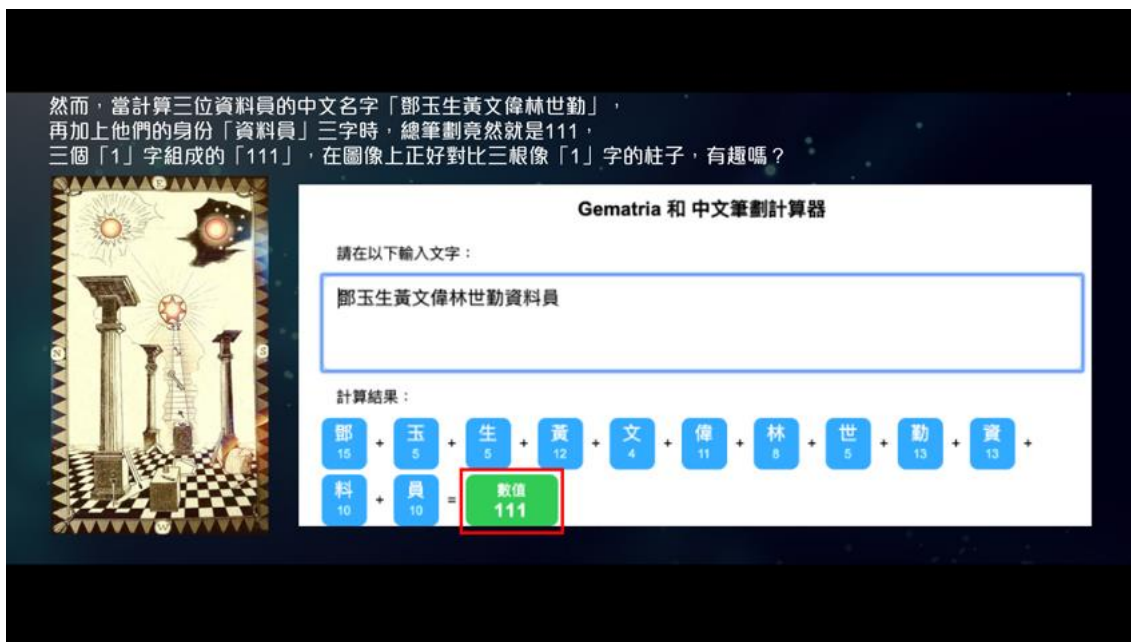 然而，當計算三位資料員的中文名字「鄧玉生黃文偉林世勤」，
再加上他們的身份「資料員」三字時，總筆劃竟然就是111，
三個「1」字組成的「111」，在圖像上正好對比三根像「1」字的柱子，有趣嗎？
E
N
S
W
Gematria 和 中文筆劃計算器
請在以下輸入文字：
鄧玉生黃文偉林世勤資料員
計算結果：
鄧 + 玉 + 生 + 黃 + 文 + 偉 + 林 + 世 + 勤 + 資 +
15 5 5 12 4 11 8 5 13 13
料 + 員 = 數值
10 10 111